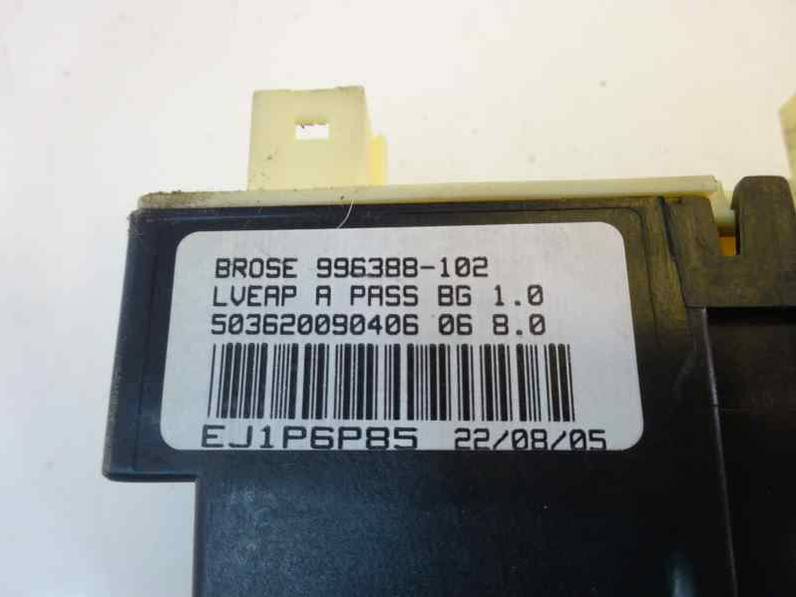 BROSE 996388-102
LVEAP A PASS BG 1.0
503620090406 06 8.0
EJ1P6P85 22/08/05